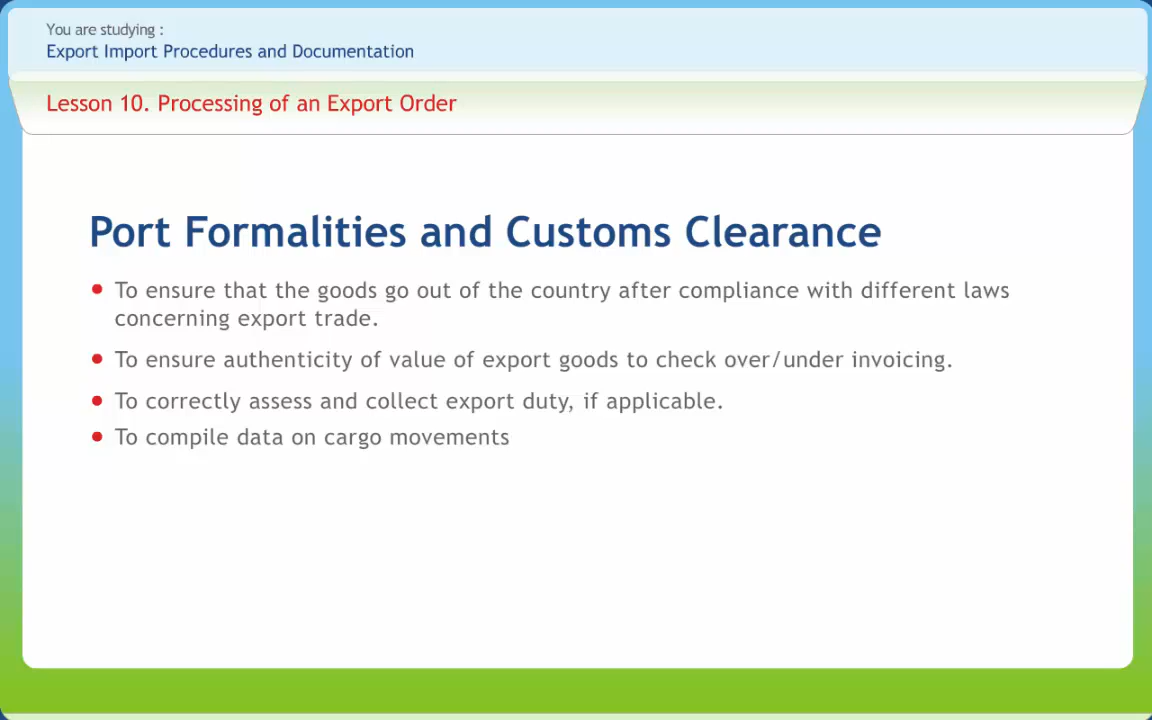 You are studying :
Export Import Procedures and Documentation
Lesson 10. Processing of an Export Order
Port Formalities and Customs Clearance
• To ensure that the goods go out of the country after compliance with different laws
concerning export trade.
• To ensure authenticity of value of export goods to check over/under invoicing.
• To correctly assess and collect export duty, if applicable.
• To compile data on cargo movements